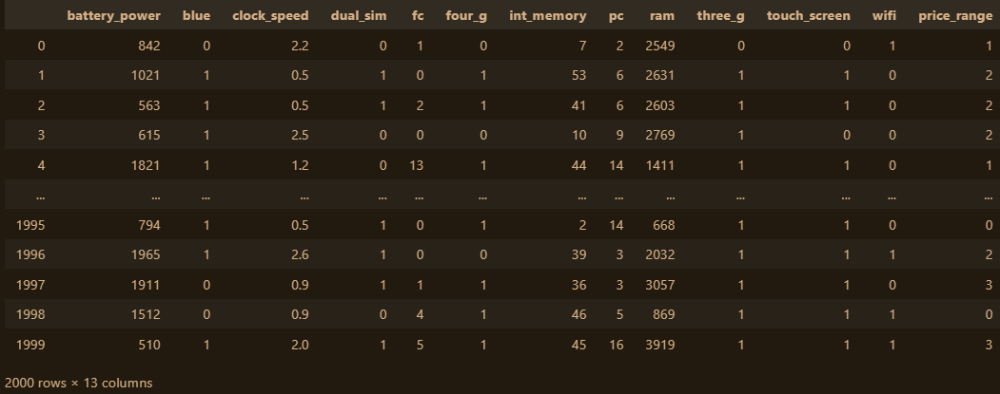 battery_power blue clock_speed dual_sim fc four_g int_memory pc ram three_g touch_screen wifi price_range
0 842 0 2.2 0 1 0 7 2 2549 0 0 1 1
1 1021 1 0.5 1 0 1 53 6 2631 1 1 0 2
2 563 1 0.5 1 2 1 41 6 2603 1 1 0 2
3 615 1 2.5 0 0 0 10 9 2769 1 0 0 2
4 1821 1 1.2 0 13 1 44 14 1411 1 1 0 1
... ... ... ... ... ... ... ... ... ... ... ... ... ...
1995 794 1 0.5 1 0 1 2 14 668 1 1 0 0
1996 1965 1 2.6 1 0 0 39 3 2032 1 1 1 2
1997 1911 0 0.9 1 1 1 36 3 3057 1 1 0 3
1998 1512 0 0.9 0 4 1 46 5 869 1 1 1 0
1999 510 1 2.0 1 5 1 45 16 3919 1 1 1 3
2000 rows × 13 columns